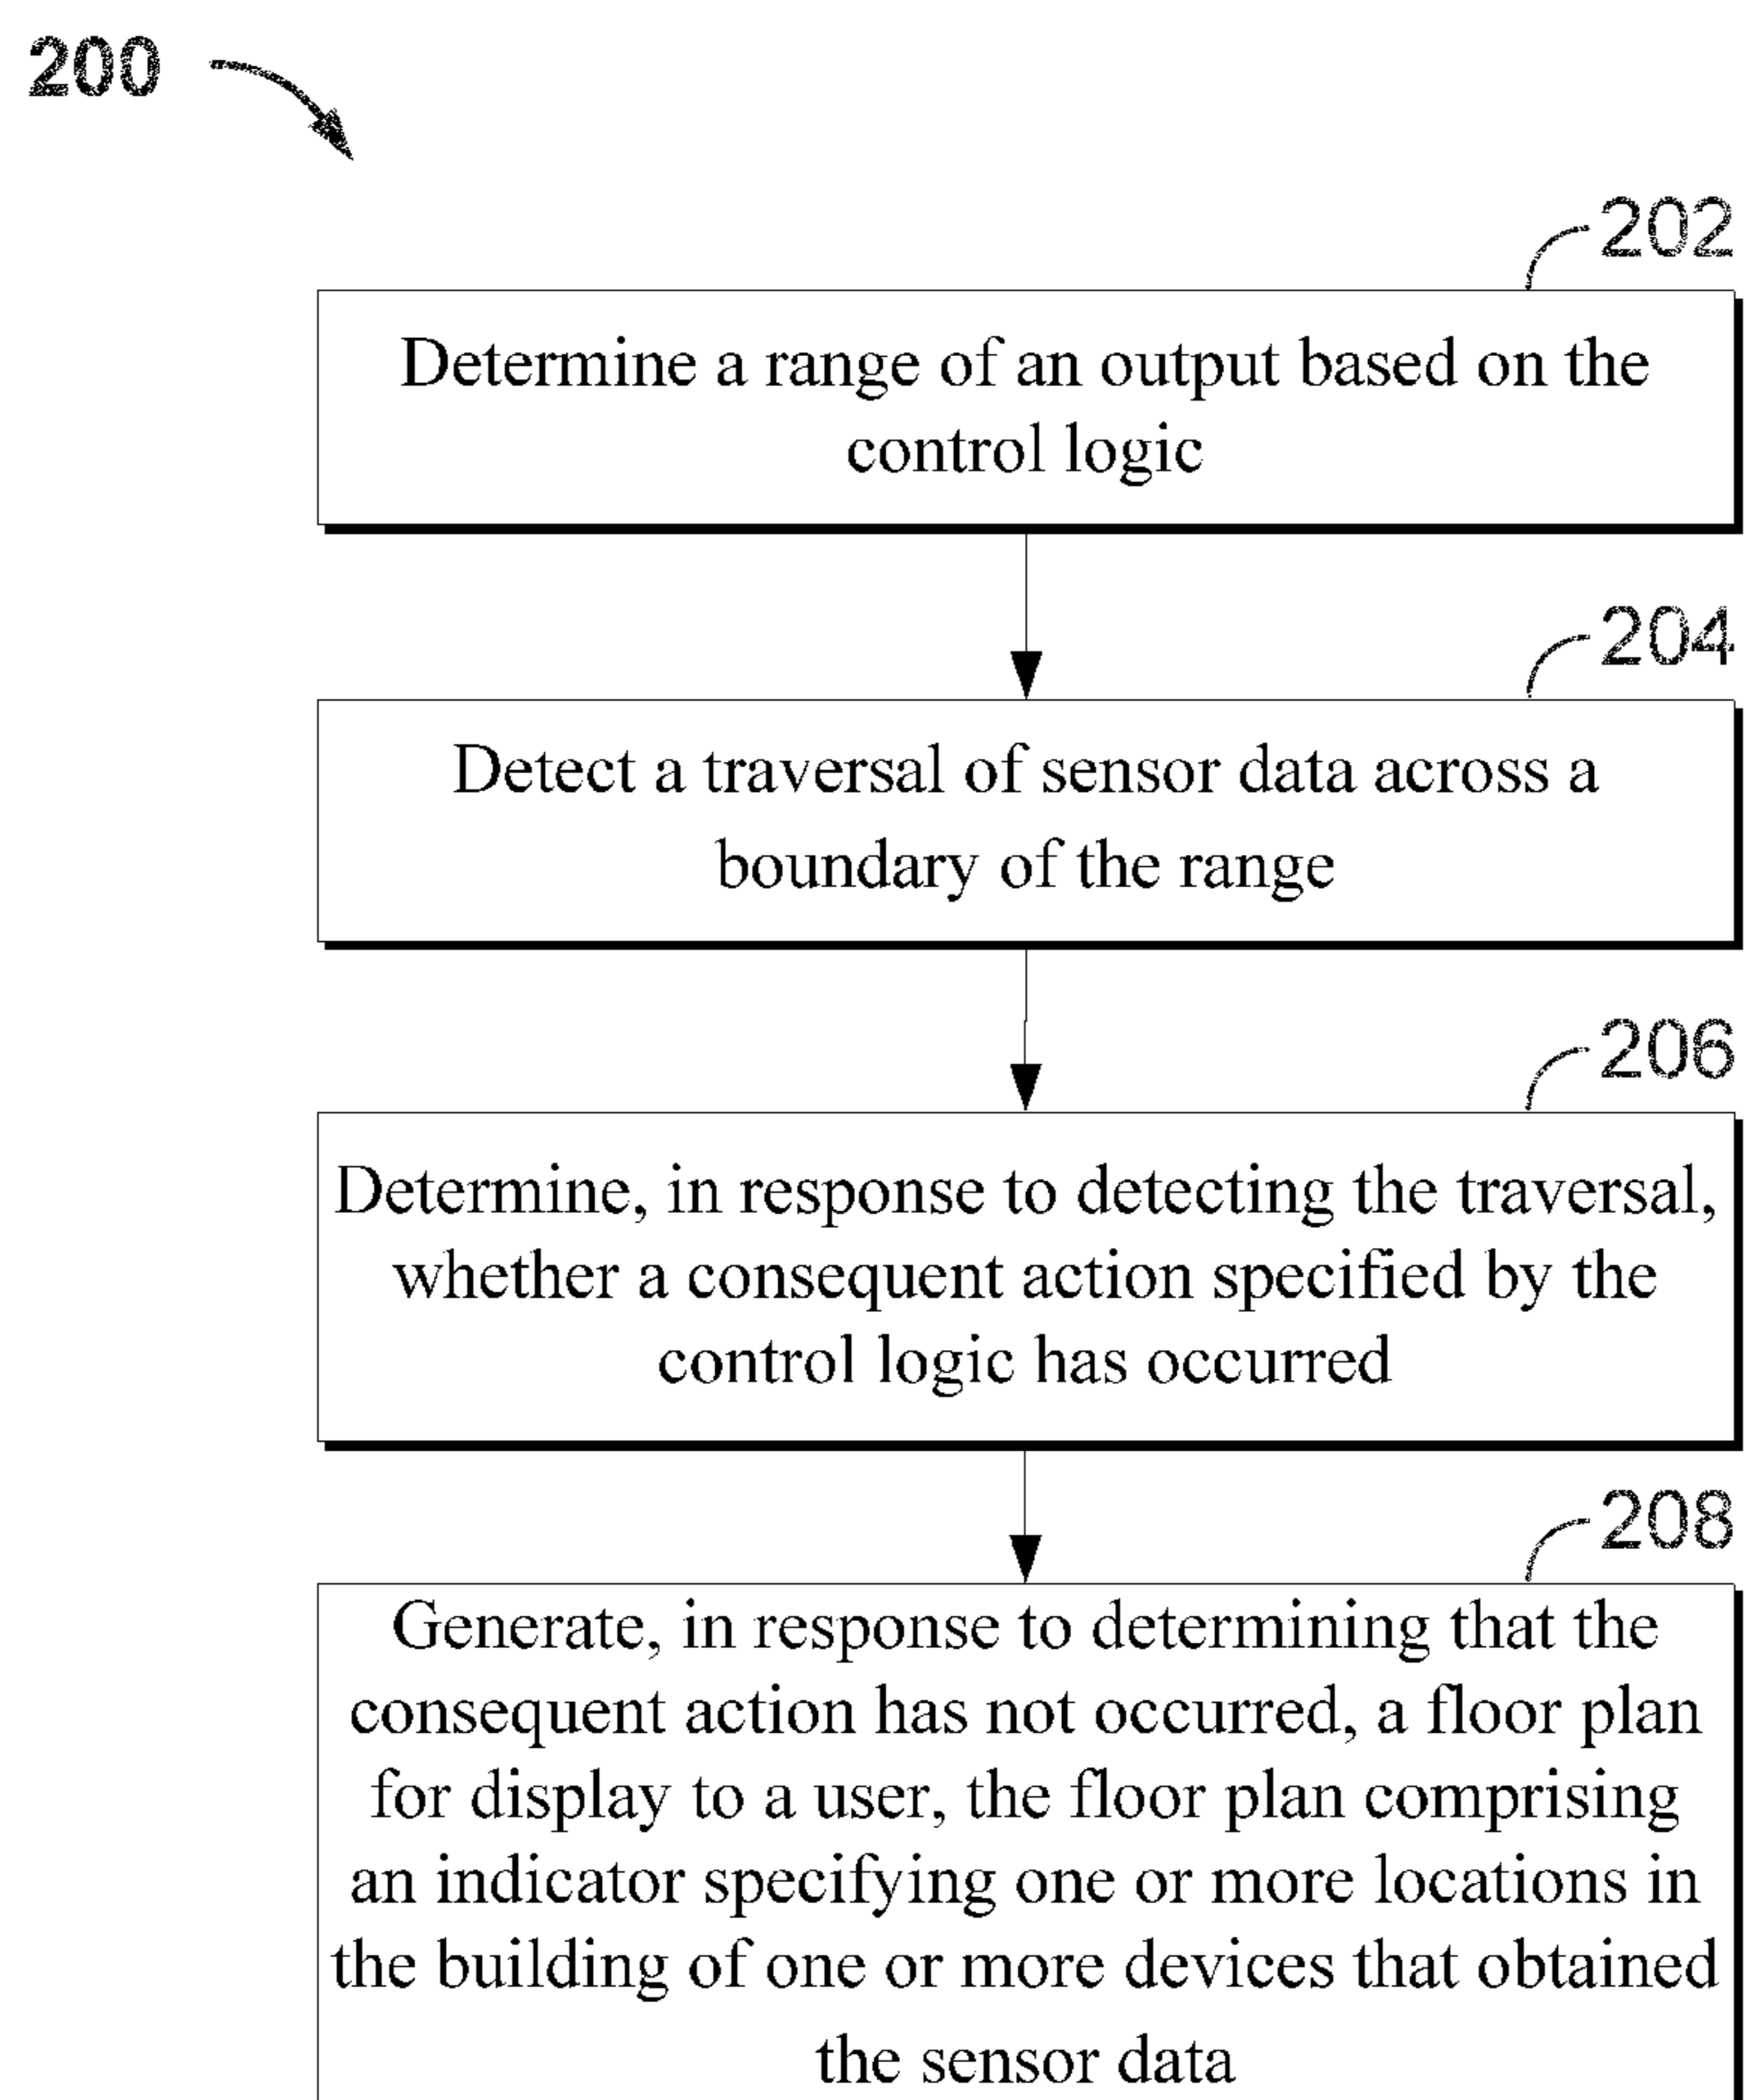 200
202
Determine a range of an output based on the
control logic
204
Detect a traversal of sensor data across a
boundary of the range
206
Determine, in response to detecting the traversal,
whether a consequent action specified by the
control logic has occurred
208
Generate, in response to determining that the
consequent action has not occurred, a floor plan
for display to a user, the floor plan comprising
an indicator specifying one or more locations in
the building of one or more devices that obtained
the sensor data